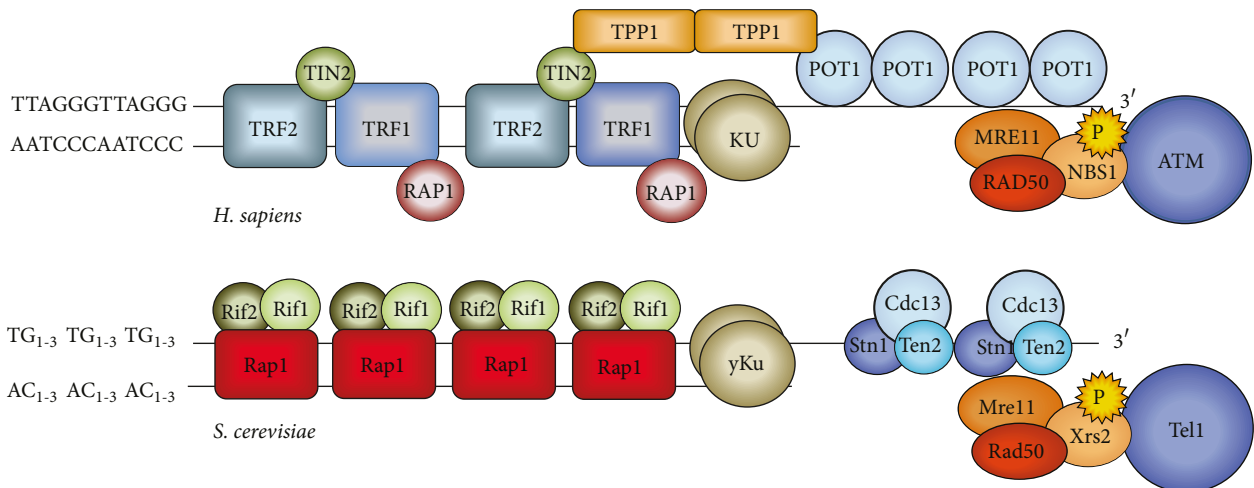 TPP1 TPP1
TIN2 TIN2 POT1 POT1 POT1 POT1
TTAGGGTTAGGG 3′
TRF2 TRF1 TRF2 TRF1 KU MRE11 P
AATCCCAATCCC
RAP1 RAP1 RAD50 NBS1 ATM
H. sapiens
Rif2 Rif1 Rif2 Rif1 Rif2 Rif1 Rif2 Rif1 Cdc13 Cdc13
TG1-3 TG1-3 TG1-3 Stn1 Ten2 Stn1 Ten2 3′
Rap1 Rap1 Rap1 Rap1 yKu
AC1-3 AC1-3 AC1-3 Mre11 P
S. cerevisiae Rad50 Xrs2 Tel1